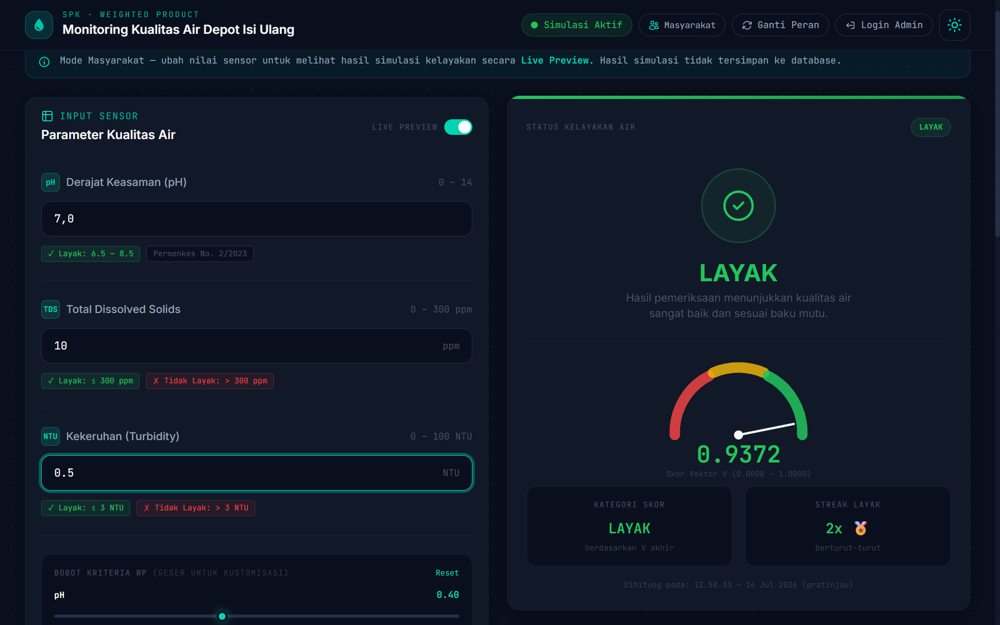 SPK · WEIGHTED PRODUCT
Monitoring Kualitas Air Depot Isi Ulang
Simulasi Aktif
Masyarakat
Ganti Peran
Login Admin
Mode Masyarakat — ubah nilai sensor untuk melihat hasil simulasi kelayakan secara Live Preview. Hasil simulasi tidak tersimpan ke database.
INPUT SENSOR
Parameter Kualitas Air
LIVE PREVIEW
pH Derajat Keasaman (pH) 0 – 14
7,0
✓ Layak: 6.5 – 8.5 Permenkes No. 2/2023
TDS Total Dissolved Solids 0 – 300 ppm
10 ppm
✓ Layak: ≤ 300 ppm ✗ Tidak Layak: > 300 ppm
NTU Kekeruhan (Turbidity) 0 – 100 NTU
0.5 NTU
✓ Layak: ≤ 3 NTU ✗ Tidak Layak: > 3 NTU
BOBOT KRITERIA WP (GESER UNTUK KUSTOMISASI) Reset
pH 0.40
STATUS KELAYAKAN AIR LAYAK
LAYAK
Hasil pemeriksaan menunjukkan kualitas air
sangat baik dan sesuai baku mutu.
0.9372
Skor Vektor V (0.0000 – 1.0000)
KATEGORI SKOR
LAYAK
berdasarkan V akhir
STREAK LAYAK
2x 🏅
berturut-turut
Dihitung pada: 12.58.33 — 14 Jul 2026 (pratinjau)